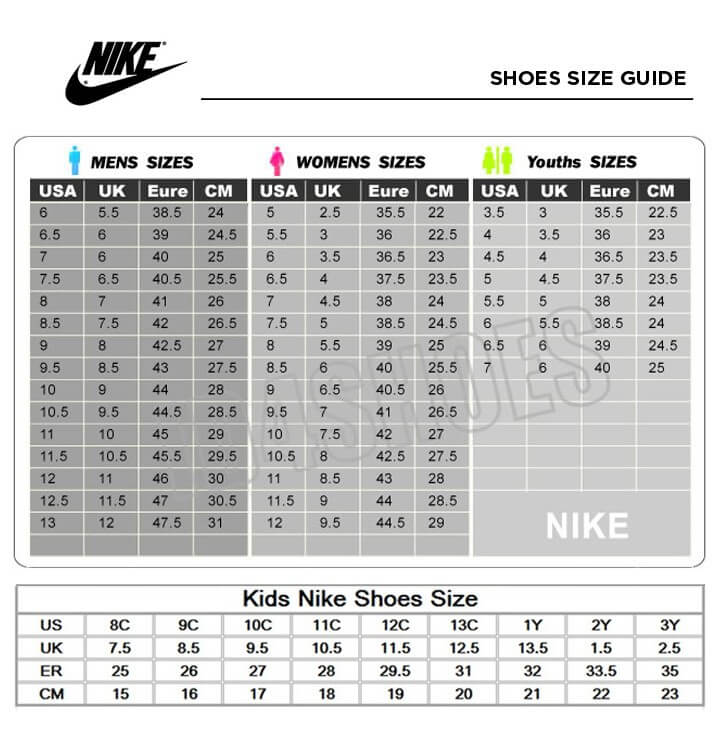 NIKE
SHOES SIZE GUIDE
MENS SIZES WOMENS SIZES Youths SIZES
USA UK Eure CM USA UK Eure CM USA UK Eure CM
6 5.5 38.5 24 5 2.5 35.5 22 3.5 3 35.5 22.5
6.5 6 39 24.5 5.5 3 36 22.5 4 3.5 36 23
7 6 40 25 6 3.5 36.5 23 4.5 4 36.5 23.5
7.5 6.5 40.5 25.5 6.5 4 37.5 23.5 5 4.5 37.5 23.5
8 7 41 26 7 4.5 38 24 5.5 5 38 24
8.5 7.5 42 26.5 7.5 5 38.5 24.5 6 5.5 38.5 24
9 8 42.5 27 8 5.5 39 25 6.5 6 39 24.5
9.5 8.5 43 27.5 8.5 6 40 25.5 7 6 40 25
10 9 44 28 9 6.5 40.5 26
10.5 9.5 44.5 28.5 9.5 7 41 26.5
11 10 45 29 10 7.5 42 27
11.5 10.5 45.5 29.5 10.5 8 42.5 27.5
12 11 46 30 11 8.5 43 28
12.5 11.5 47 30.5 11.5 9 44 28.5
13 12 47.5 31 12 9.5 44.5 29
NIKE
Kids Nike Shoes Size
US 8C 9C 10C 11C 12C 13C 1Y 2Y 3Y
UK 7.5 8.5 9.5 10.5 11.5 12.5 13.5 1.5 2.5
ER 25 26 27 28 29.5 31 32 33.5 35
CM 15 16 17 18 19 20 21 22 23